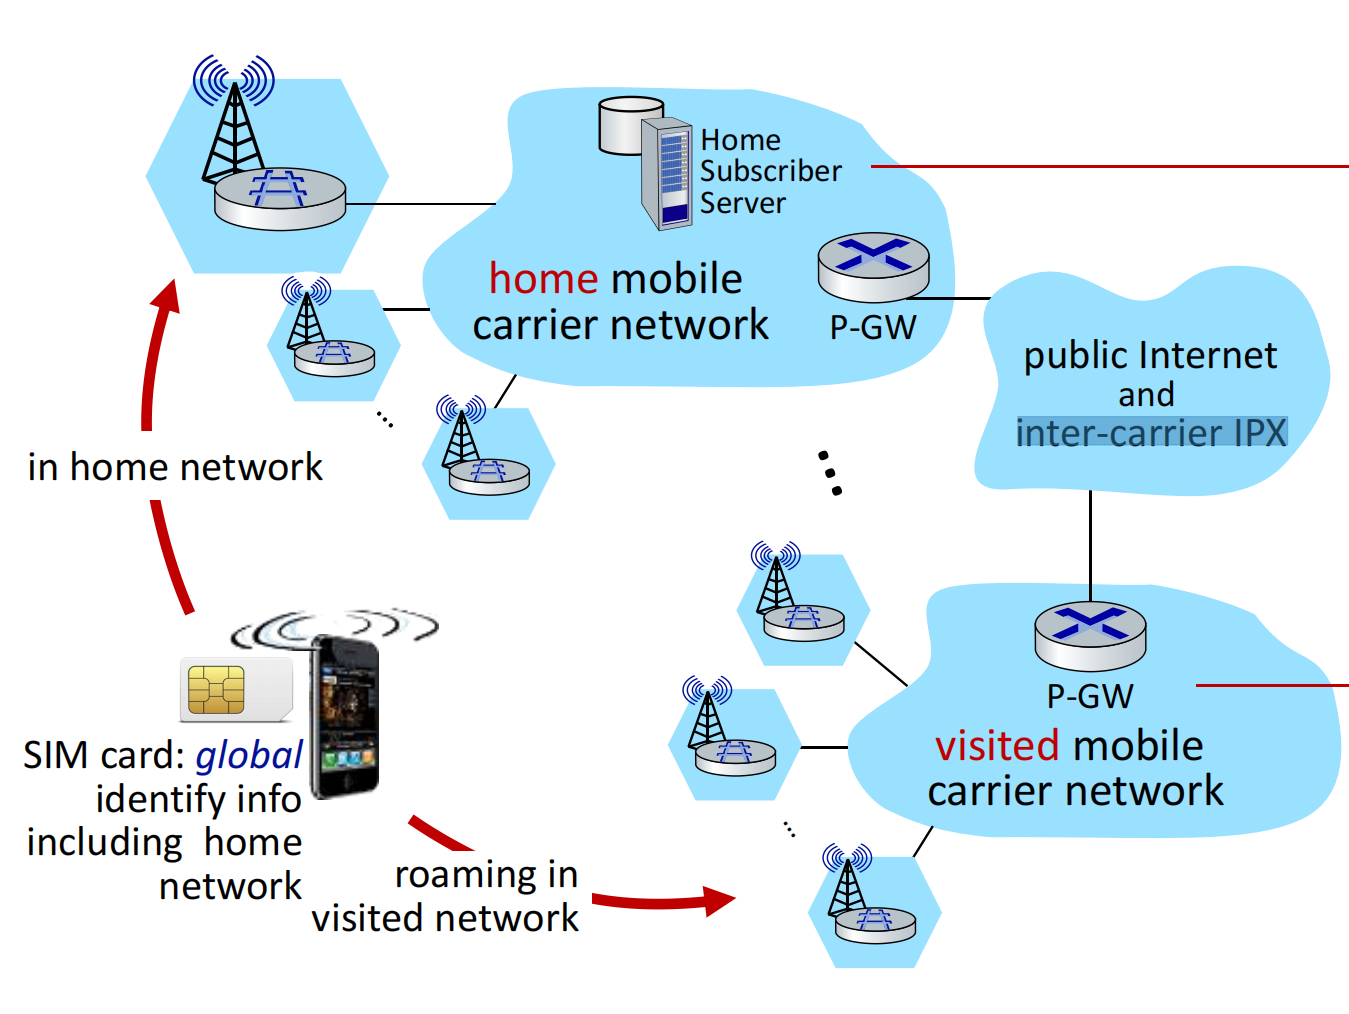 Home
Subscriber
Server
home mobile
carrier network
P-GW
public Internet
and
inter-carrier IPX
in home network
P-GW
visited mobile
carrier network
SIM card: global
identify info
including home
network
roaming in
visited network